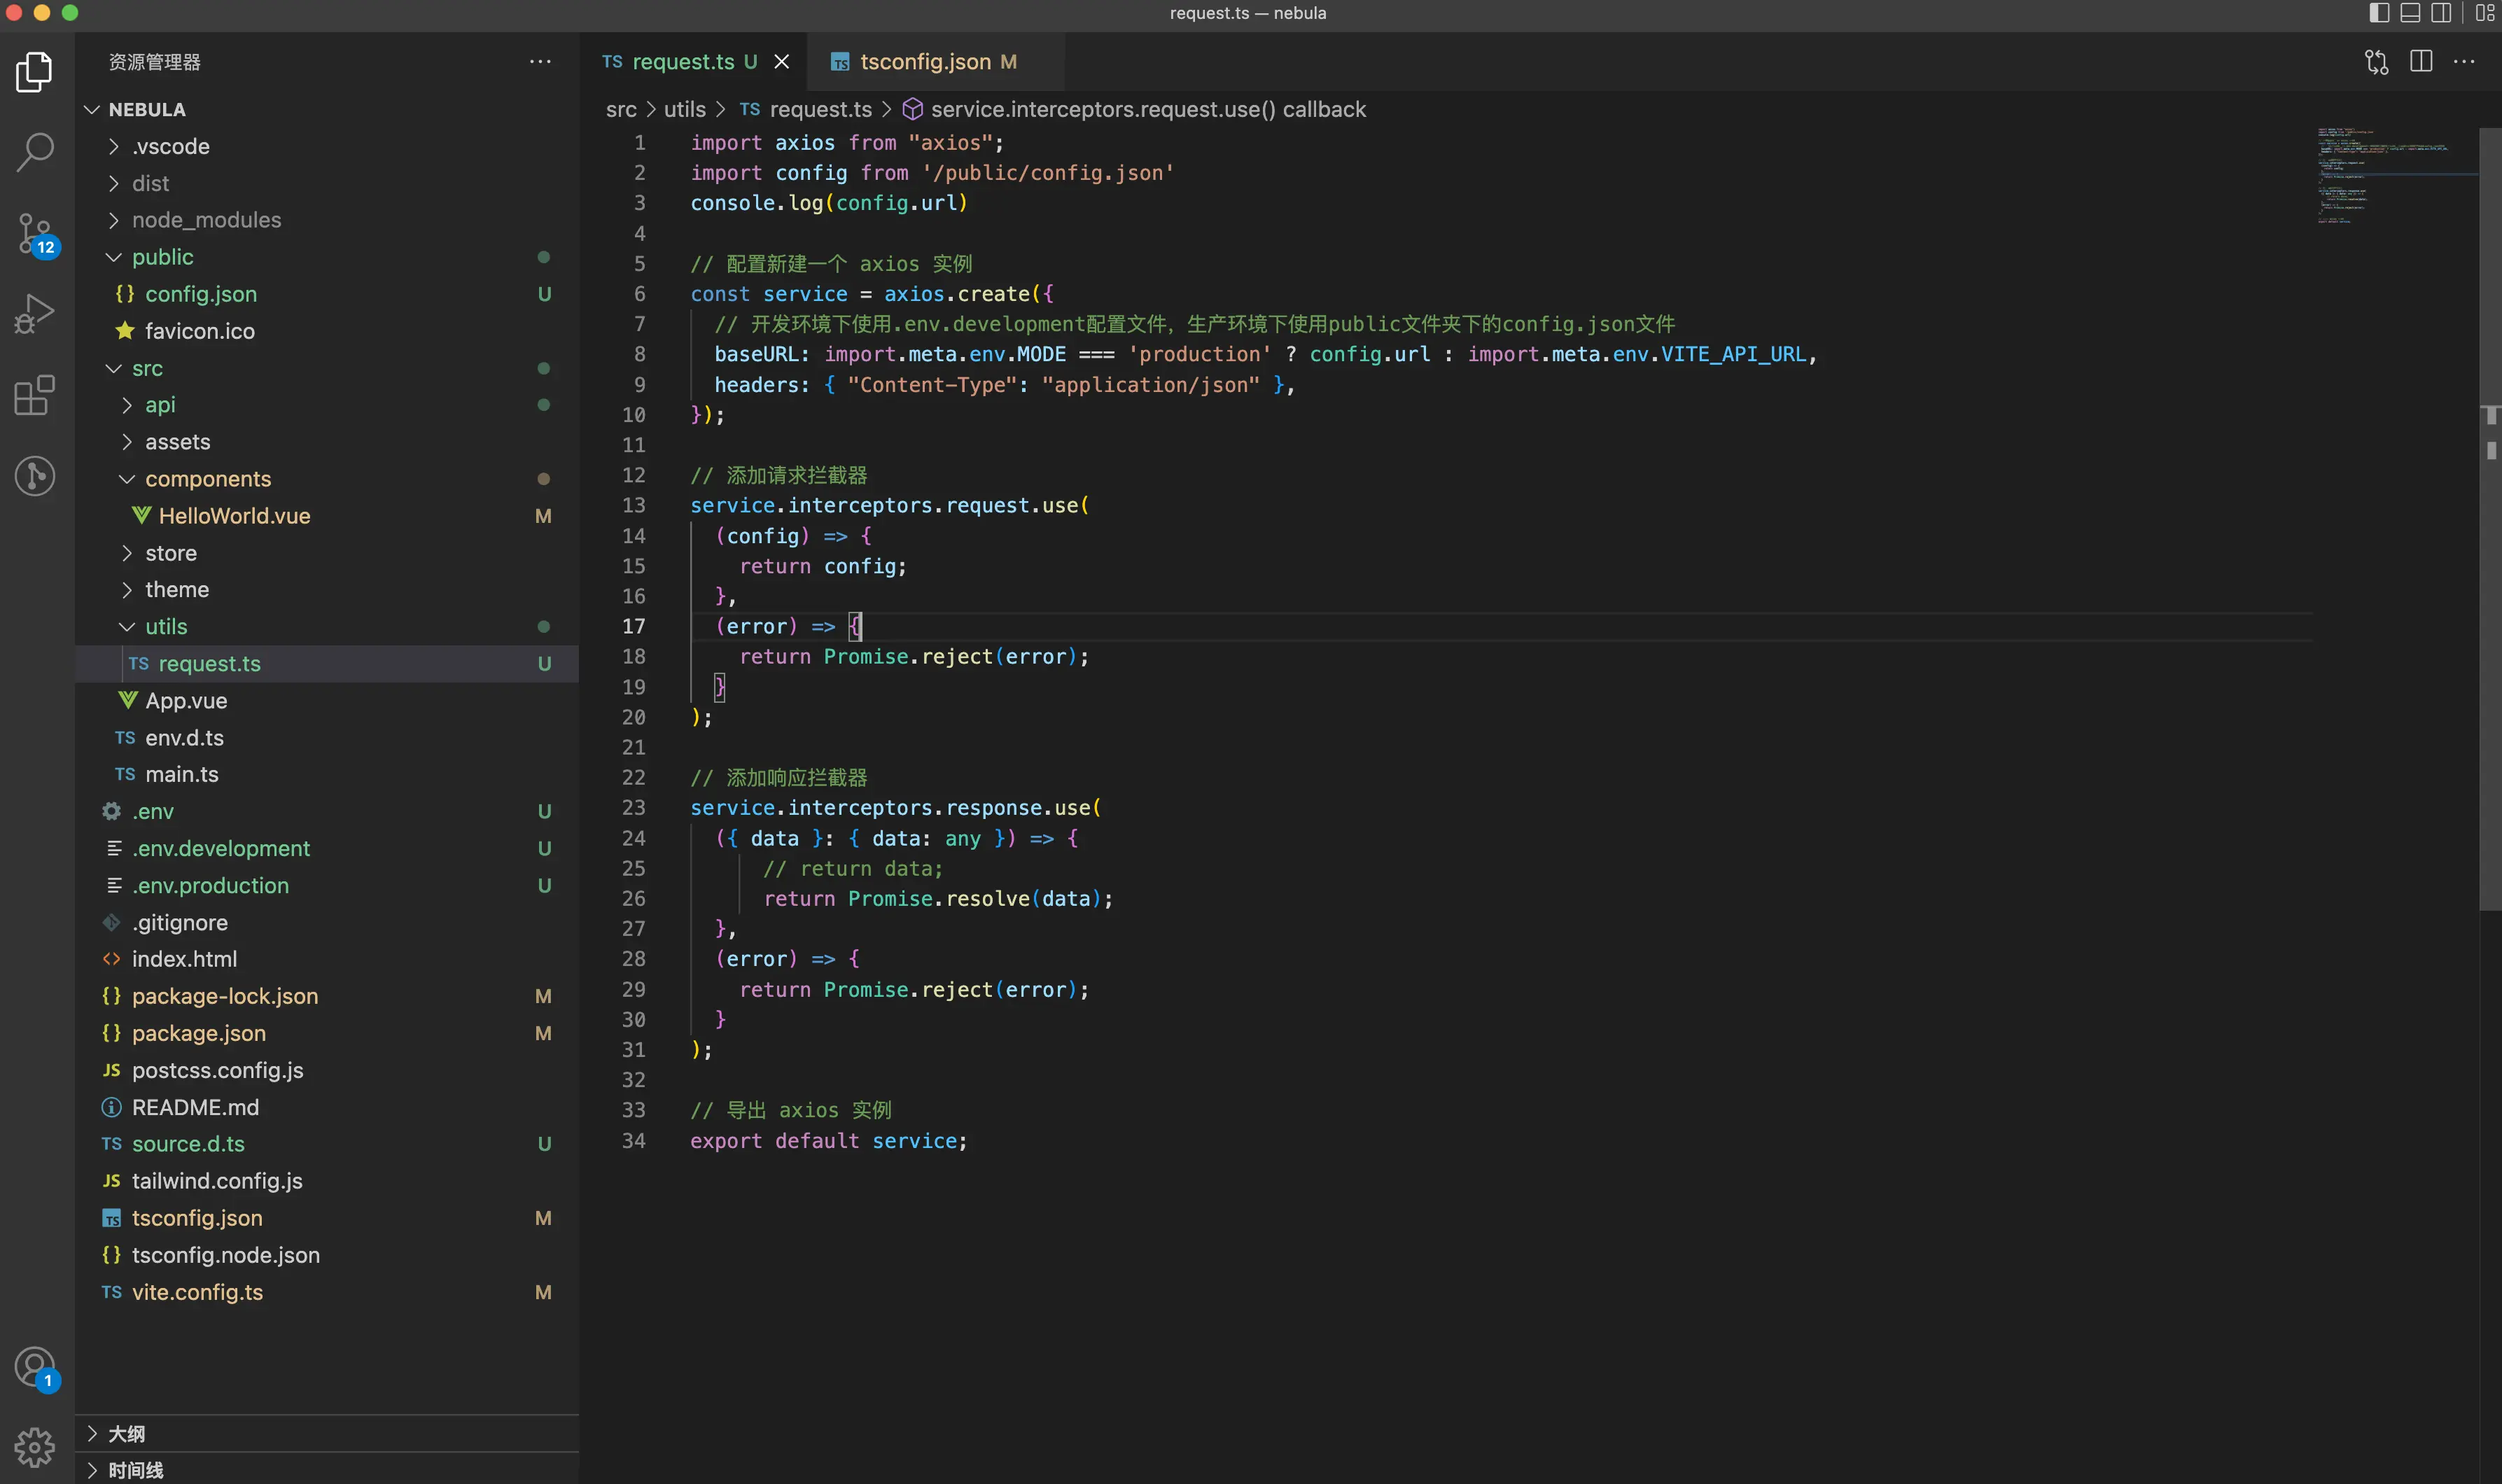 request.ts — nebula
资源管理器
NEBULA
.vscode
dist
node_modules
public
config.json U
favicon.ico
src
api
assets
components
HelloWorld.vue M
store
theme
utils
TS request.ts U
App.vue
TS env.d.ts
TS main.ts
.env U
.env.development U
.env.production U
.gitignore
index.html
package-lock.json M
package.json M
JS postcss.config.js
README.md
TS source.d.ts U
JS tailwind.config.js
TS tsconfig.json M
tsconfig.node.json
TS vite.config.ts M
大纲
时间线
12
1
TS request.ts U
TS tsconfig.json M
src > utils > TS request.ts > service.interceptors.request.use() callback
1 import axios from "axios";
2 import config from '/public/config.json'
3 console.log(config.url)
4
5 // 配置新建一个 axios 实例
6 const service = axios.create({
7 // 开发环境下使用.env.development配置文件，生产环境下使用public文件夹下的config.json文件
8 baseURL: import.meta.env.MODE === 'production' ? config.url : import.meta.env.VITE_API_URL,
9 headers: { "Content-Type": "application/json" },
10 });
11
12 // 添加请求拦截器
13 service.interceptors.request.use(
14 (config) => {
15 return config;
16 },
17 (error) => {
18 return Promise.reject(error);
19 }
20 );
21
22 // 添加响应拦截器
23 service.interceptors.response.use(
24 ({ data }: { data: any }) => {
25 // return data;
26 return Promise.resolve(data);
27 },
28 (error) => {
29 return Promise.reject(error);
30 }
31 );
32
33 // 导出 axios 实例
34 export default service;